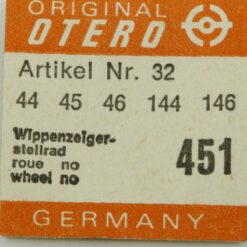 ORIGINAL
OTERO
Artikel Nr. 32
44 45 46 144 146
Wippenzeiger-
stellrad
roue no
wheel no
451
GERMANY